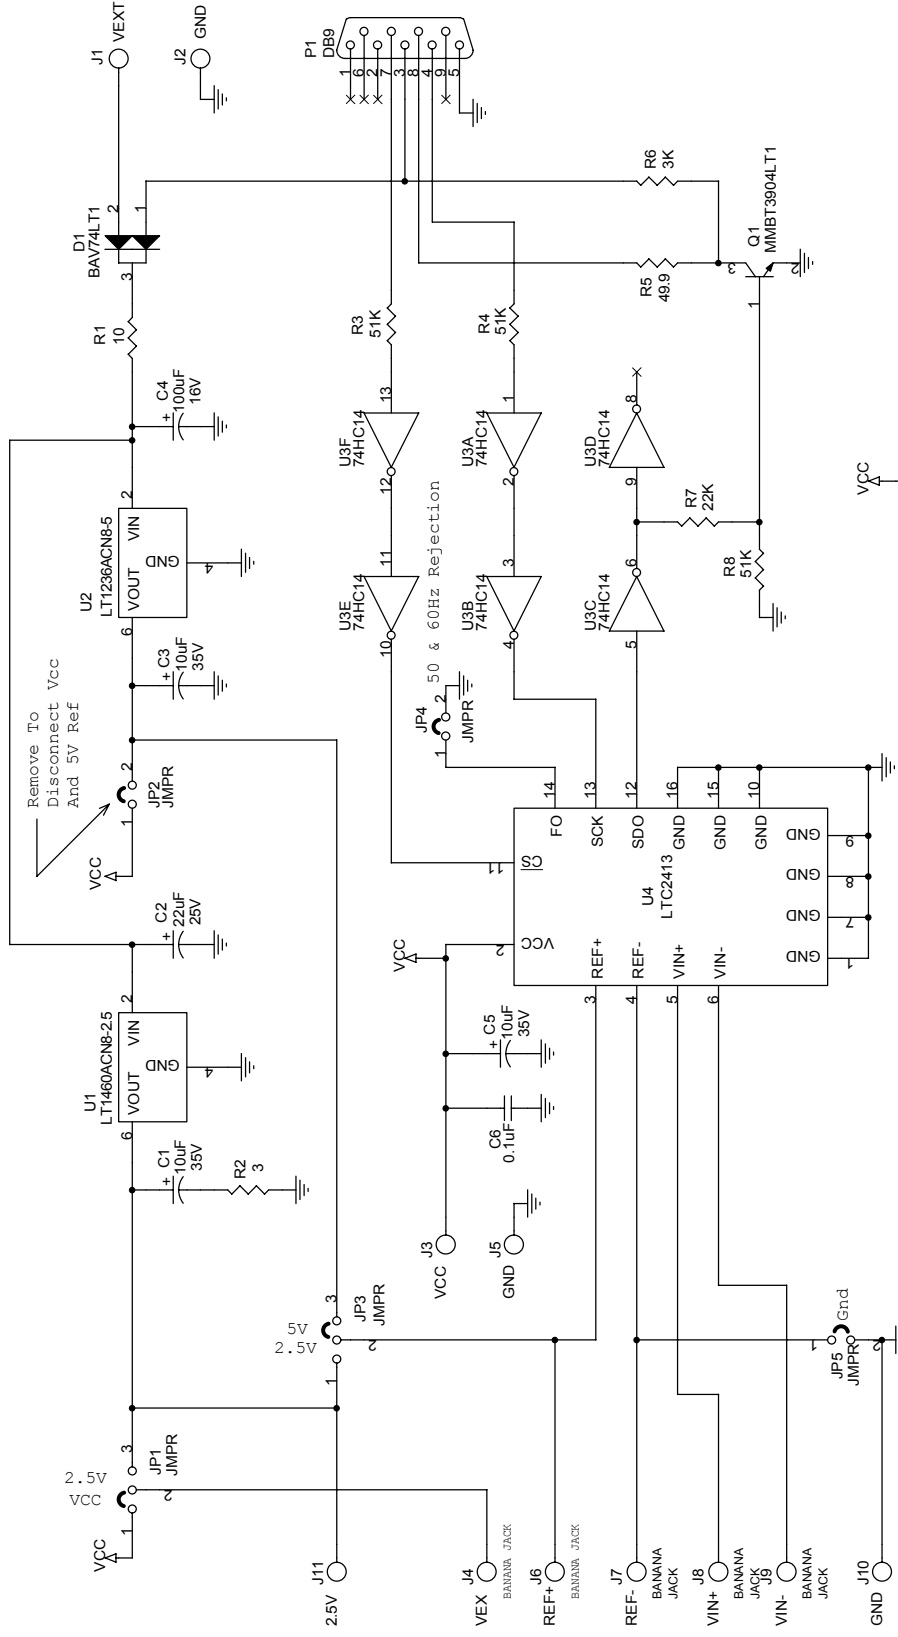 J1
VEXT
J2
GND
P1
DB9
1
6
2
7
3
8
4
9
5
D1
BAV74LT1
2
1
3
R1
10
C4
100uF
16V
+
U2
LT1236ACN8-5
VIN
VOUT
GND
2
6
4
C3
10uF
35V
+
Remove To
Disconnect Vcc
And 5V Ref
JP2
JMPR
1
2
VCC
C2
22uF
25V
+
U1
LT1460ACN8-2.5
VIN
VOUT
GND
2
6
4
C1
10uF
35V
+
R2
3
JP1
JMPR
2.5V
VCC
1
2
3
VCC
JP3
JMPR
5V
2.5V
1
2
3
J11
2.5V
J4
VEX
BANANA JACK
J6
REF+
BANANA JACK
J7
REF-
BANANA
JACK
J8
VIN+
BANANA
JACK
J9
VIN-
BANANA
JACK
J10
GND
JP5
JMPR
Gnd
1
2
J3
VCC
J5
GND
C6
0.1uF
C5
10uF
35V
+
VCC
U4
LTC2413
VCC
2
CS
11
REF+
3
REF-
4
VIN+
5
VIN-
6
FO
14
SCK
13
SDO
12
GND
16
GND
15
GND
10
GND
1
GND
7
GND
8
GND
9
JP4
JMPR
1
2
50 & 60Hz Rejection
U3E
74HC14
11
10
U3F
74HC14
13
12
R3
51K
U3B
74HC14
3
4
U3A
74HC14
1
2
R4
51K
U3C
74HC14
5
6
U3D
74HC14
9
8
R7
22K
R8
51K
R5
49.9
R6
3K
Q1
MMBT3904LT1
1
2
3
VCC